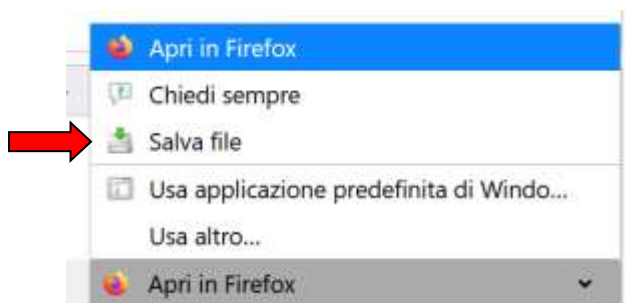 Apri in Firefox
Chiedi sempre
Salva file
Usa applicazione predefinita di Windo...
Usa altro...
Apri in Firefox